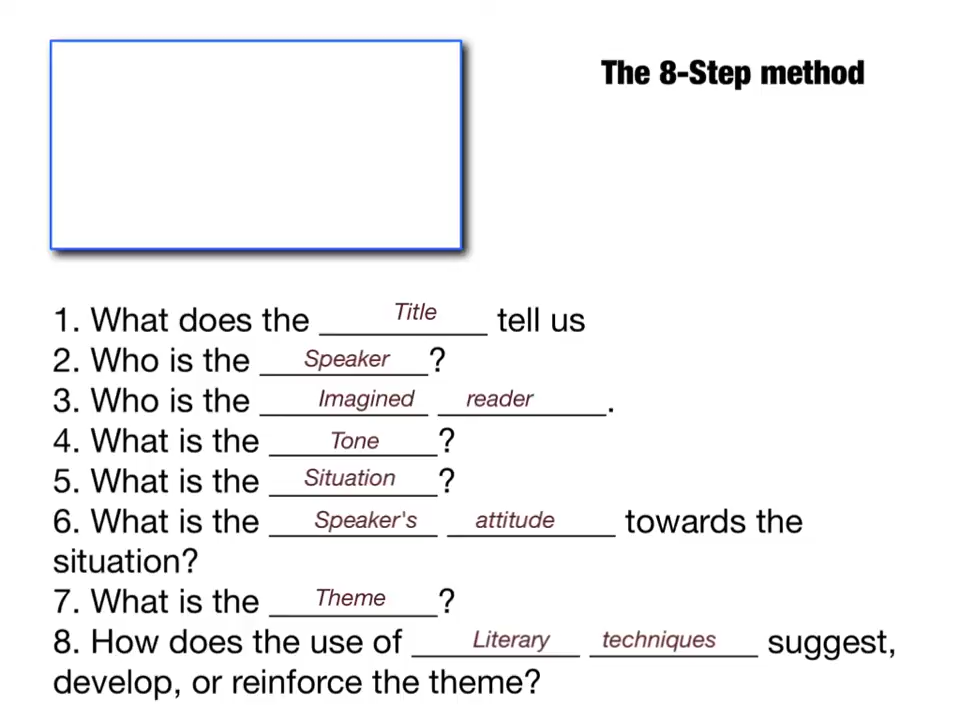 The 8-Step method
1. What does the Title tell us
2. Who is the Speaker?
3. Who is the Imagined reader.
4. What is the Tone?
5. What is the Situation?
6. What is the Speaker's attitude towards the
situation?
7. What is the Theme?
8. How does the use of Literary techniques suggest,
develop, or reinforce the theme?